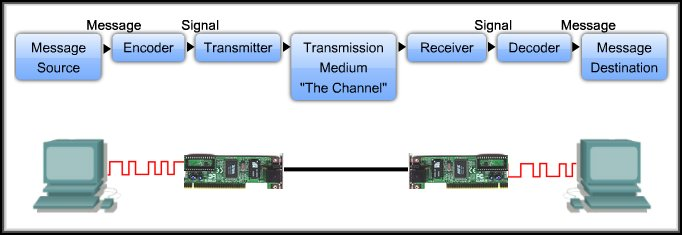 Message
Signal
Signal
Message
Message
Source
Encoder
Transmitter
Transmission
Medium
"The Channel"
Receiver
Decoder
Message
Destination